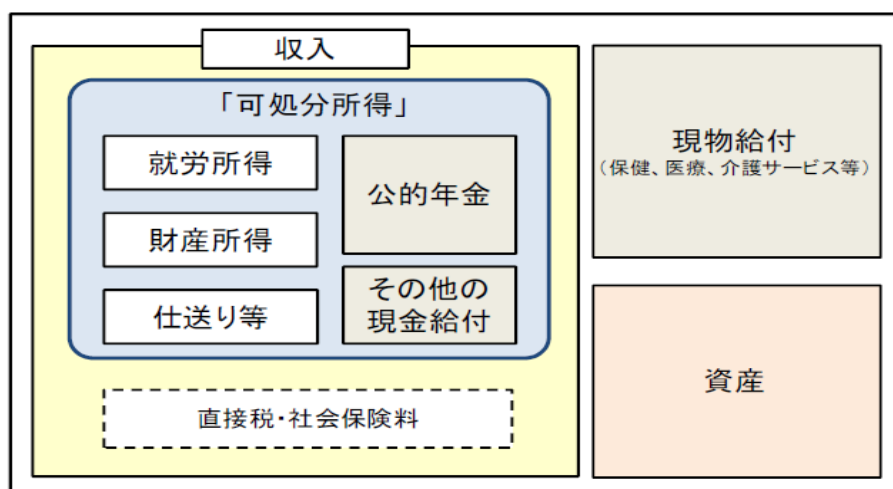 収入
「可処分所得」
就労所得
財産所得
仕送り等
公的年金
その他の
現金給付
直接税・社会保険料
現物給付
(保健、医療、介護サービス等)
資産